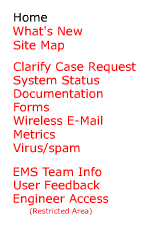 Home
What's New
Site Map
Clarify Case Request
System Status
Documentation
Forms
Wireless E-Mail
Metrics
Virus/spam
EMS Team Info
User Feedback
Engineer Access
(Restricted Area)